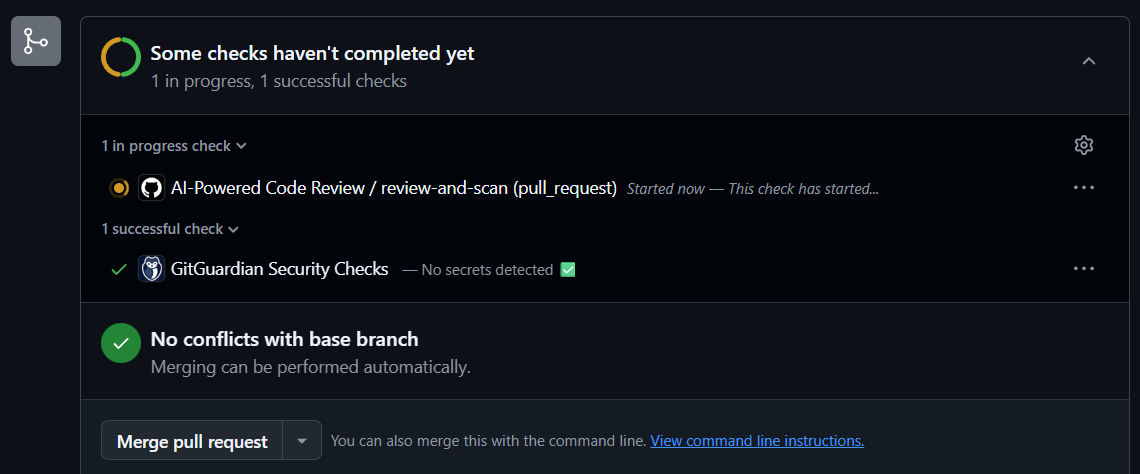 Some checks haven't completed yet
1 in progress, 1 successful checks
1 in progress check
AI-Powered Code Review / review-and-scan (pull_request) Started now — This check has started...
1 successful check
GitGuardian Security Checks — No secrets detected ✅
No conflicts with base branch
Merging can be performed automatically.
Merge pull request You can also merge this with the command line. View command line instructions.